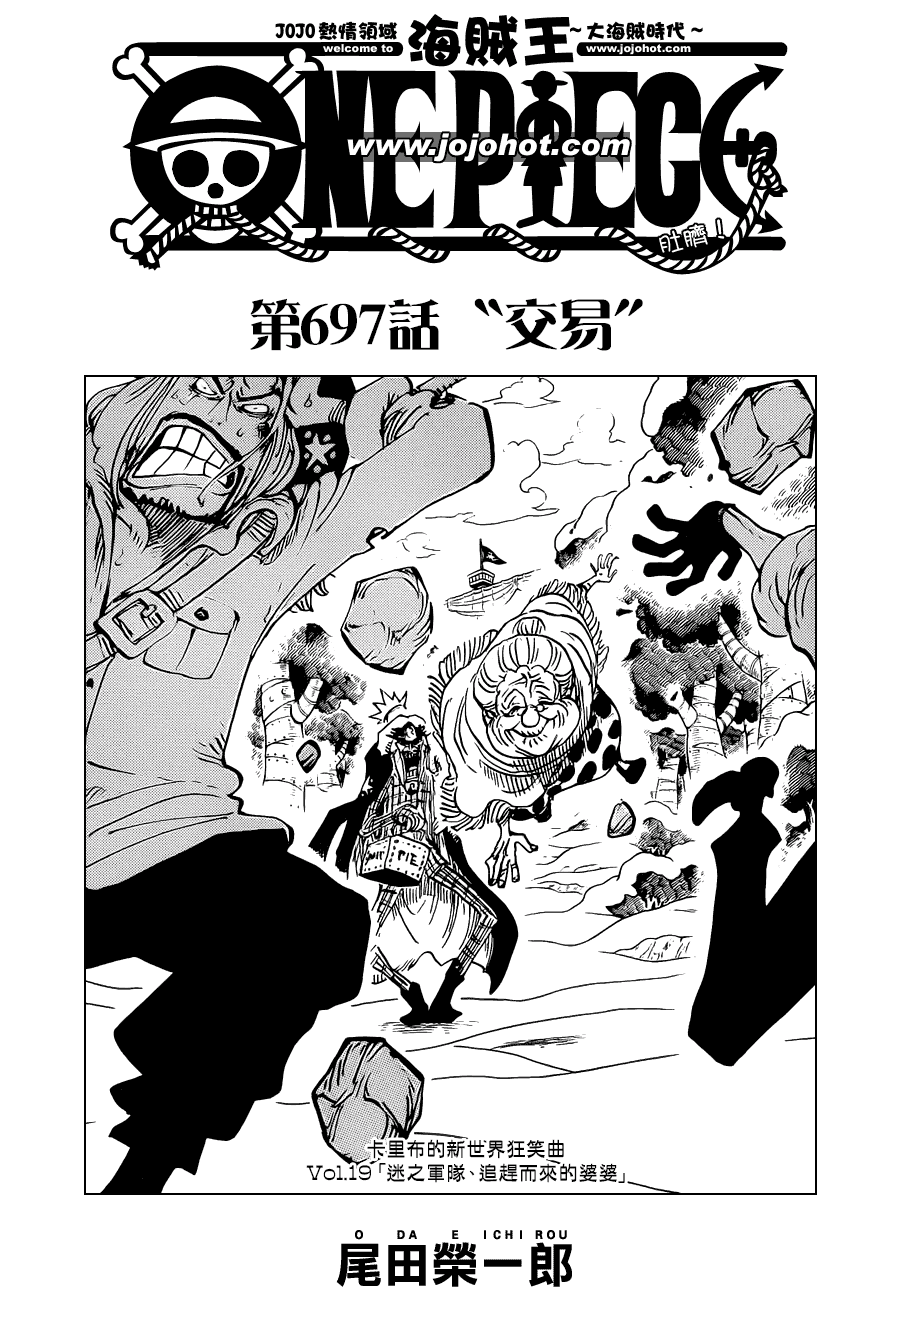 JOJO熱情領域 海賊王 ~大海賊時代~
welcome to www.jojohot.com
ONE PIECE
www.jojohot.com
肚臍！
第697話 〝交易〞
PIE
卡里布的新世界狂笑曲
Vol.19「迷之軍隊、追趕而來的婆婆」
O DA E ICHI ROU
尾田榮一郎